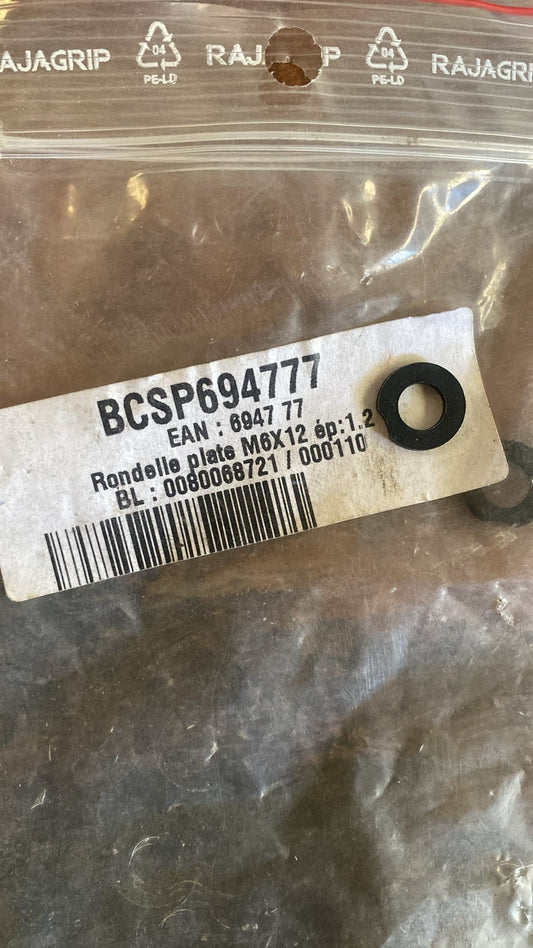 RAJAGRIP 04 PE-LD RAJAGRIP 04 PE-LD RAJAGRIP
BCSP694777
EAN : 6947 77
Rondelle plate M6X12 ép:1.2
BL : 0080068721 / 000110